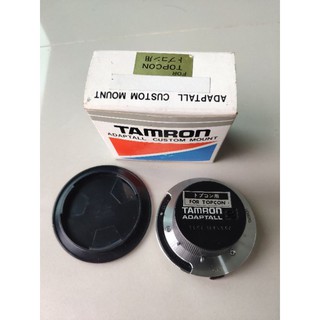 FOR
TOPCON
トプコン用
ADAPTALL CUSTOM MOUNT
TAMRON
ADAPTALL CUSTOM MOUNT
トプコン用
FOR TOPCON
TAMRON
ADAPTALL